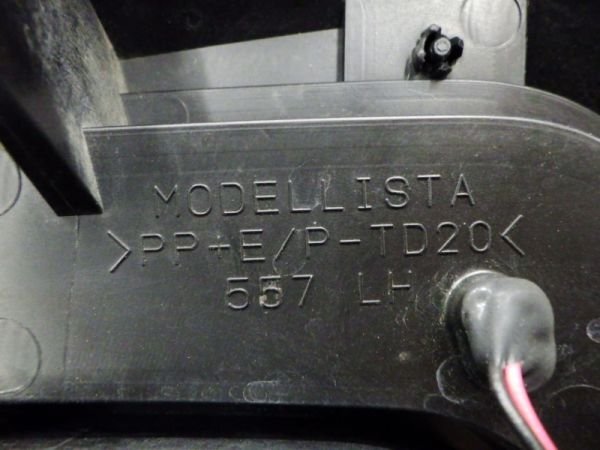 MODELLISTA
>PP+E/P-TD20<
557 LH